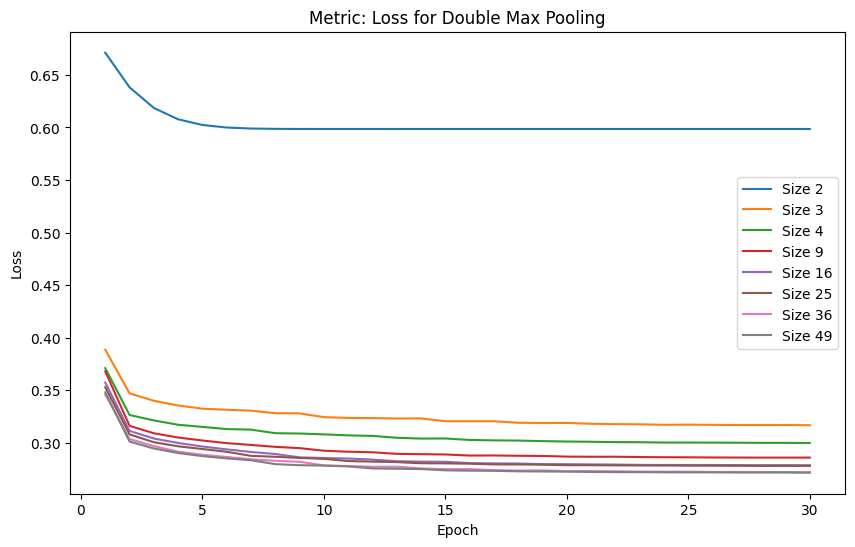 Metric: Loss for Double Max Pooling
Loss
0.65
0.60
0.55
0.50
0.45
0.40
0.35
0.30
Size 2
Size 3
Size 4
Size 9
Size 16
Size 25
Size 36
Size 49
0
5
10
15
20
25
30
Epoch